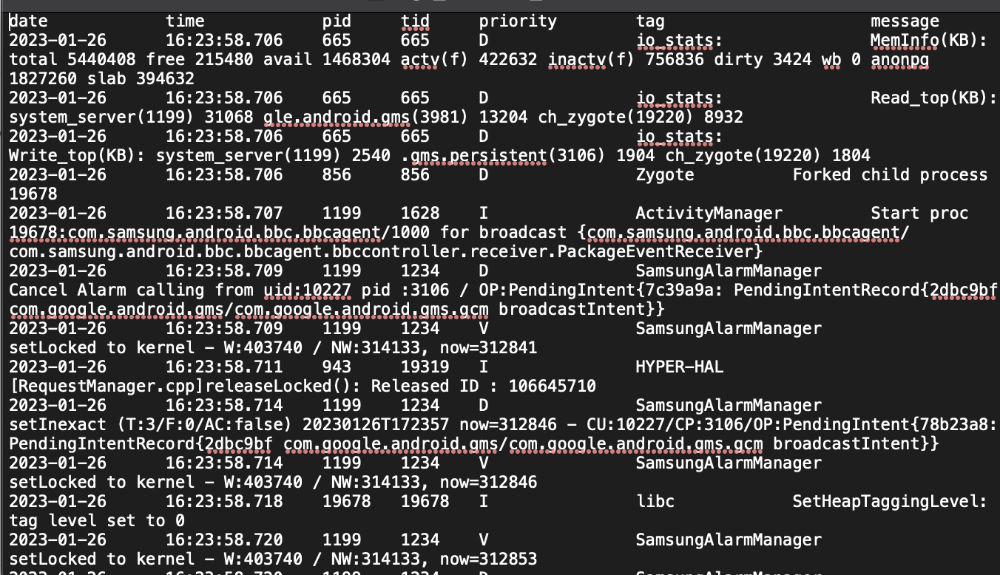 date time pid tid priority tag message
2023-01-26 16:23:58.706 665 665 D io_stats: MemInfo(KB):
total 5440408 free 215480 avail 1468304 actv(f) 422632 inactv(f) 756836 dirty 3424 wb 0 anonpg
1827260 slab 394632
2023-01-26 16:23:58.706 665 665 D io_stats: Read_top(KB):
system_server(1199) 31068 gle.android.gms(3981) 13204 ch_zygote(19220) 8932
2023-01-26 16:23:58.706 665 665 D io_stats:
Write_top(KB): system_server(1199) 2540 .gms.persistent(3106) 1904 ch_zygote(19220) 1804
2023-01-26 16:23:58.706 856 856 D Zygote Forked child process
19678
2023-01-26 16:23:58.707 1199 1628 I ActivityManager Start proc
19678:com.samsung.android.bbc.bbcagent/1000 for broadcast {com.samsung.android.bbc.bbcagent/
com.samsung.android.bbc.bbcagent.bbccontroller.receiver.PackageEventReceiver}
2023-01-26 16:23:58.709 1199 1234 D SamsungAlarmManager
Cancel Alarm calling from uid:10227 pid :3106 / OP:PendingIntent{7c39a9a: PendingIntentRecord{2dbc9bf
com.google.android.gms/com.google.android.gms.gcm broadcastIntent}}
2023-01-26 16:23:58.709 1199 1234 V SamsungAlarmManager
setLocked to kernel - W:403740 / NW:314133, now=312841
2023-01-26 16:23:58.711 943 19319 I HYPER-HAL
[RequestManager.cpp]releaseLocked(): Released ID : 106645710
2023-01-26 16:23:58.714 1199 1234 D SamsungAlarmManager
setInexact (T:3/F:0/AC:false) 20230126T172357 now=312846 - CU:10227/CP:3106/OP:PendingIntent{78b23a8:
PendingIntentRecord{2dbc9bf com.google.android.gms/com.google.android.gms.gcm broadcastIntent}}
2023-01-26 16:23:58.714 1199 1234 V SamsungAlarmManager
setLocked to kernel - W:403740 / NW:314133, now=312846
2023-01-26 16:23:58.718 19678 19678 I libc SetHeapTaggingLevel:
tag level set to 0
2023-01-26 16:23:58.720 1199 1234 V SamsungAlarmManager
setLocked to kernel - W:403740 / NW:314133, now=312853